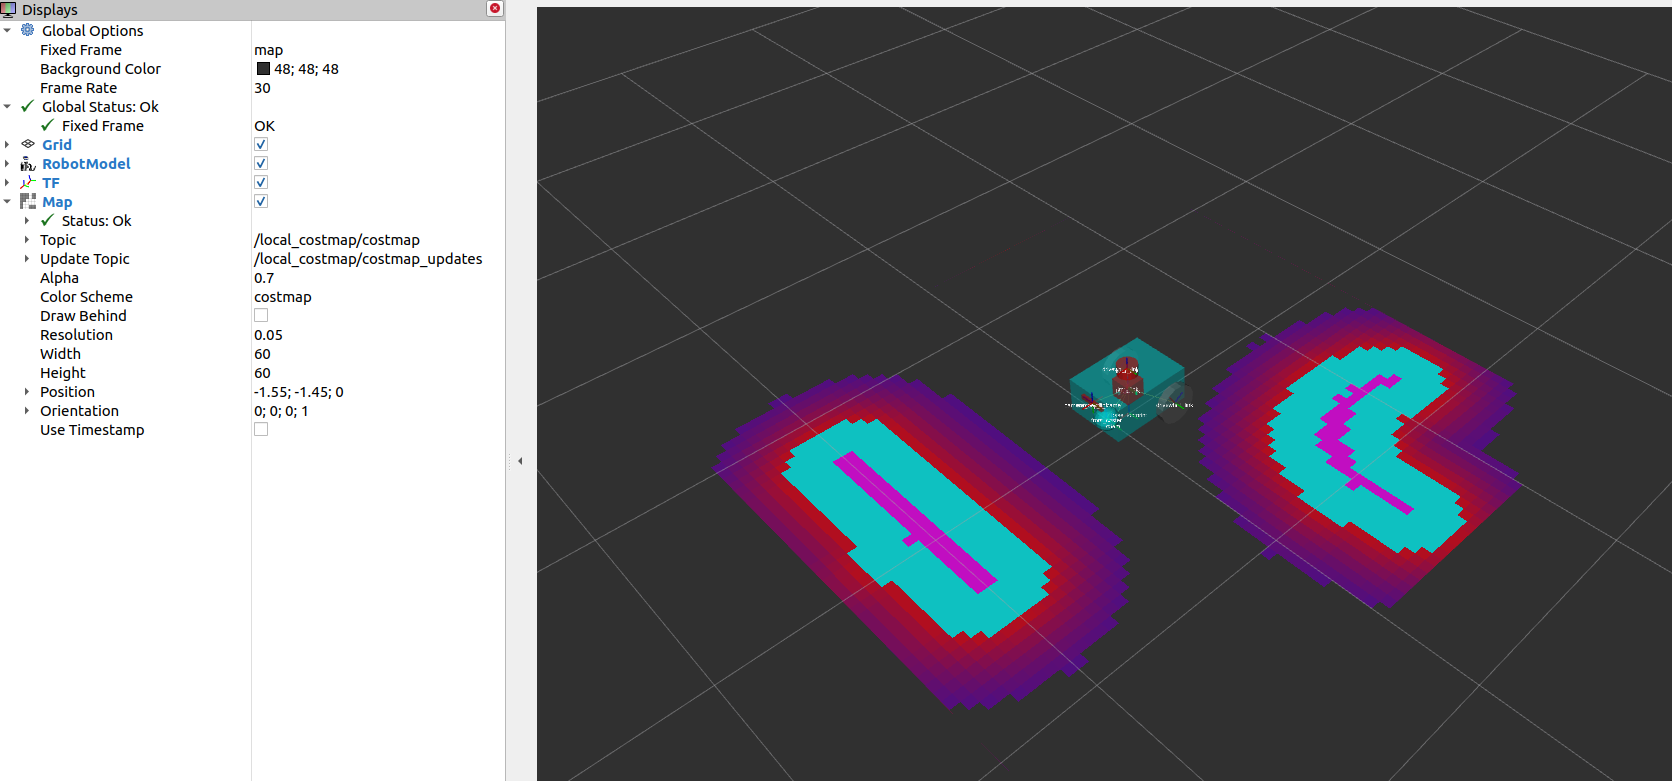 Displays
Global Options
Fixed Frame map
Background Color 48; 48; 48
Frame Rate 30
Global Status: Ok
Fixed Frame OK
Grid
RobotModel
TF
Map
Status: Ok
Topic /local_costmap/costmap
Update Topic /local_costmap/costmap_updates
Alpha 0.7
Color Scheme costmap
Draw Behind
Resolution 0.05
Width 60
Height 60
Position -1.55; -1.45; 0
Orientation 0; 0; 0; 1
Use Timestamp